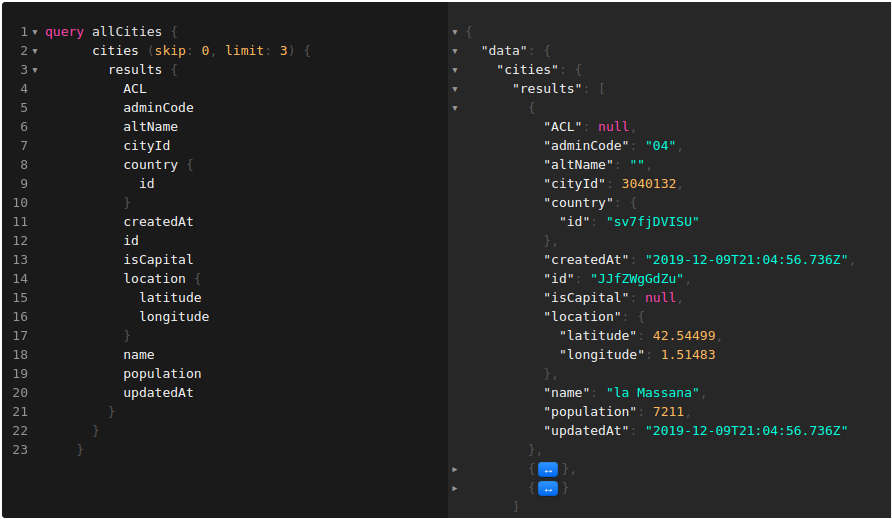 1 query allCities {
2 cities (skip: 0, limit: 3) {
3 results {
4 ACL
5 adminCode
6 altName
7 cityId
8 country {
9 id
10 }
11 createdAt
12 id
13 isCapital
14 location {
15 latitude
16 longitude
17 }
18 name
19 population
20 updatedAt
21 }
22 }
23 }
{
"data": {
"cities": {
"results": [
{
"ACL": null,
"adminCode": "04",
"altName": "",
"cityId": 3040132,
"country": {
"id": "sv7fjDVISU"
},
"createdAt": "2019-12-09T21:04:56.736Z",
"id": "JJfZWgGdZu",
"isCapital": null,
"location": {
"latitude": 42.54499,
"longitude": 1.51483
},
"name": "la Massana",
"population": 7211,
"updatedAt": "2019-12-09T21:04:56.736Z"
},
{↔},
{↔}
]